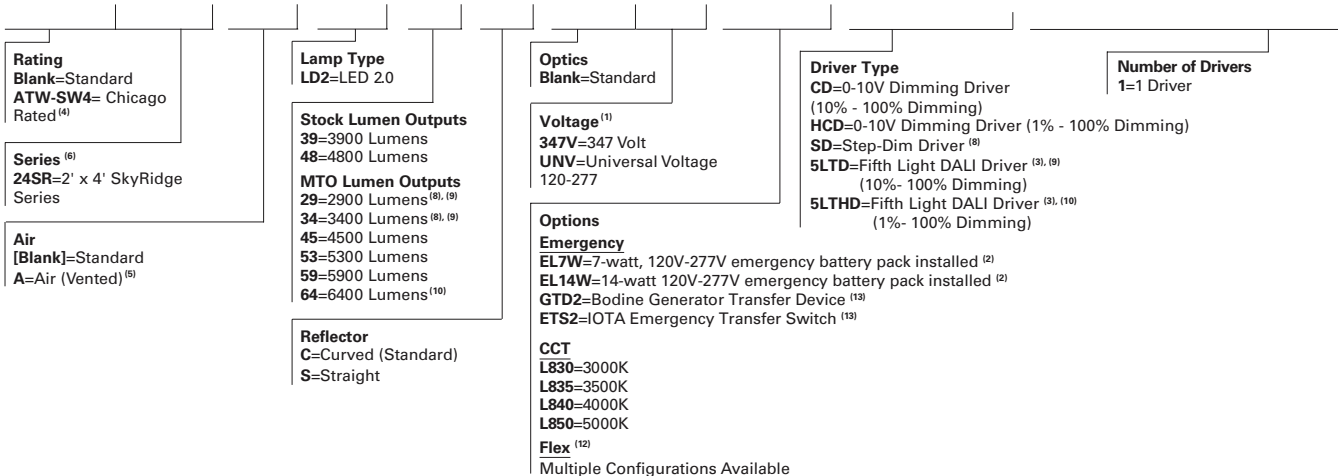 Rating
Blank=Standard
ATW-SW4= Chicago
Rated (4)
Series (6)
24SR=2' x 4' SkyRidge
Series
Air
[Blank]=Standard
A=Air (Vented) (5)
Lamp Type
LD2=LED 2.0
Stock Lumen Outputs
39=3900 Lumens
48=4800 Lumens
MTO Lumen Outputs
29=2900 Lumens (8), (9)
34=3400 Lumens (8), (9)
45=4500 Lumens
53=5300 Lumens
59=5900 Lumens
64=6400 Lumens (10)
Reflector
C=Curved (Standard)
S=Straight
Optics
Blank=Standard
Voltage (1)
347V=347 Volt
UNV=Universal Voltage
120-277
Options
Emergency
EL7W=7-watt, 120V-277V emergency battery pack installed (2)
EL14W=14-watt 120V-277V emergency battery pack installed (2)
GTD2=Bodine Generator Transfer Device (13)
ETS2=IOTA Emergency Transfer Switch (13)
CCT
L830=3000K
L835=3500K
L840=4000K
L850=5000K
Flex (12)
Multiple Configurations Available
Driver Type
CD=0-10V Dimming Driver
(10% - 100% Dimming)
HCD=0-10V Dimming Driver (1% - 100% Dimming)
SD=Step-Dim Driver (8)
5LTD=Fifth Light DALI Driver (3), (9)
(10%- 100% Dimming)
5LTHD=Fifth Light DALI Driver (3), (10)
(1%- 100% Dimming)
Number of Drivers
1=1 Driver